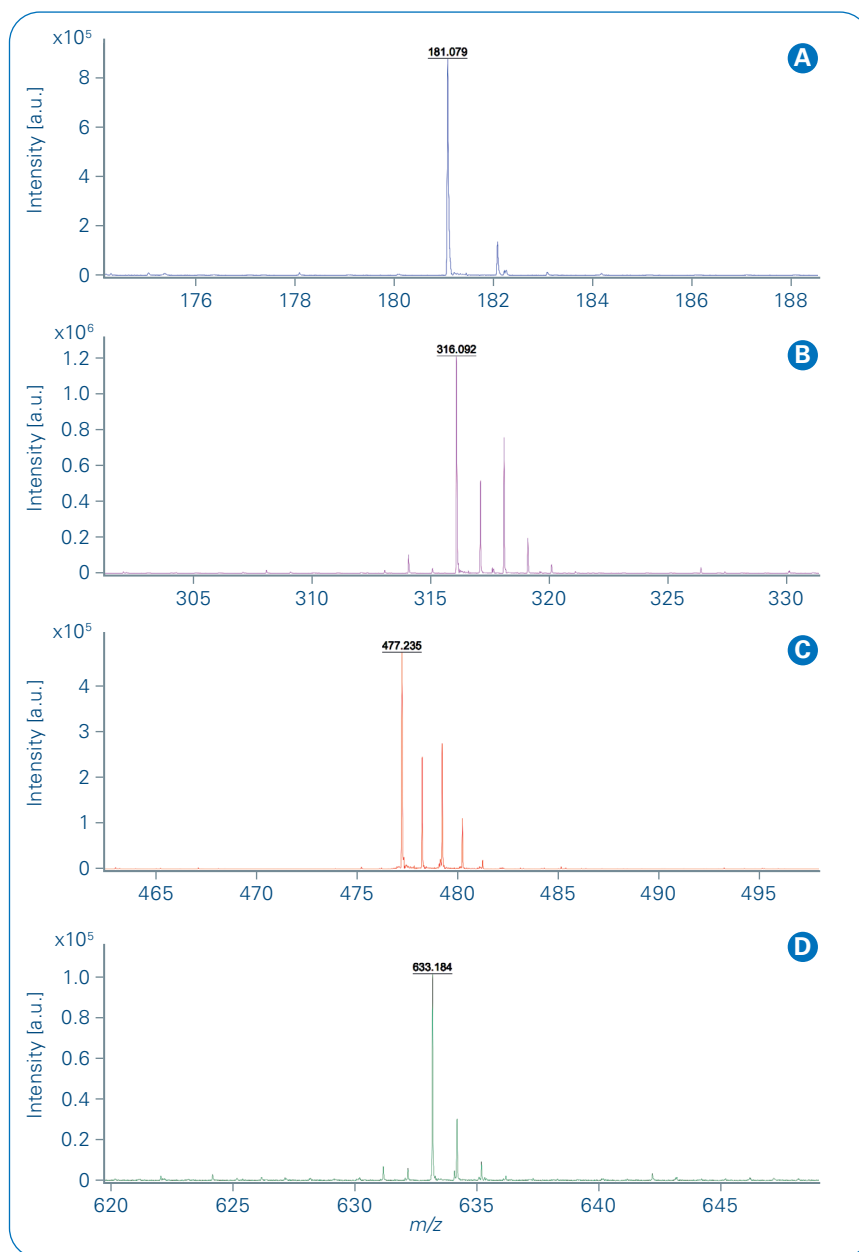 x10⁵
181.079
A
Intensity [a.u.]
8
6
4
2
0
176 178 180 182 184 186 188
x10⁶
316.092
B
Intensity [a.u.]
1.2
1.0
0.8
0.6
0.4
0.2
0
305 310 315 320 325 330
x10⁵
477.235
C
Intensity [a.u.]
4
3
2
1
0
465 470 475 480 485 490 495
x10⁵
633.184
D
Intensity [a.u.]
1.0
0.8
0.6
0.4
0.2
0
620 625 630 635 640 645
m/z